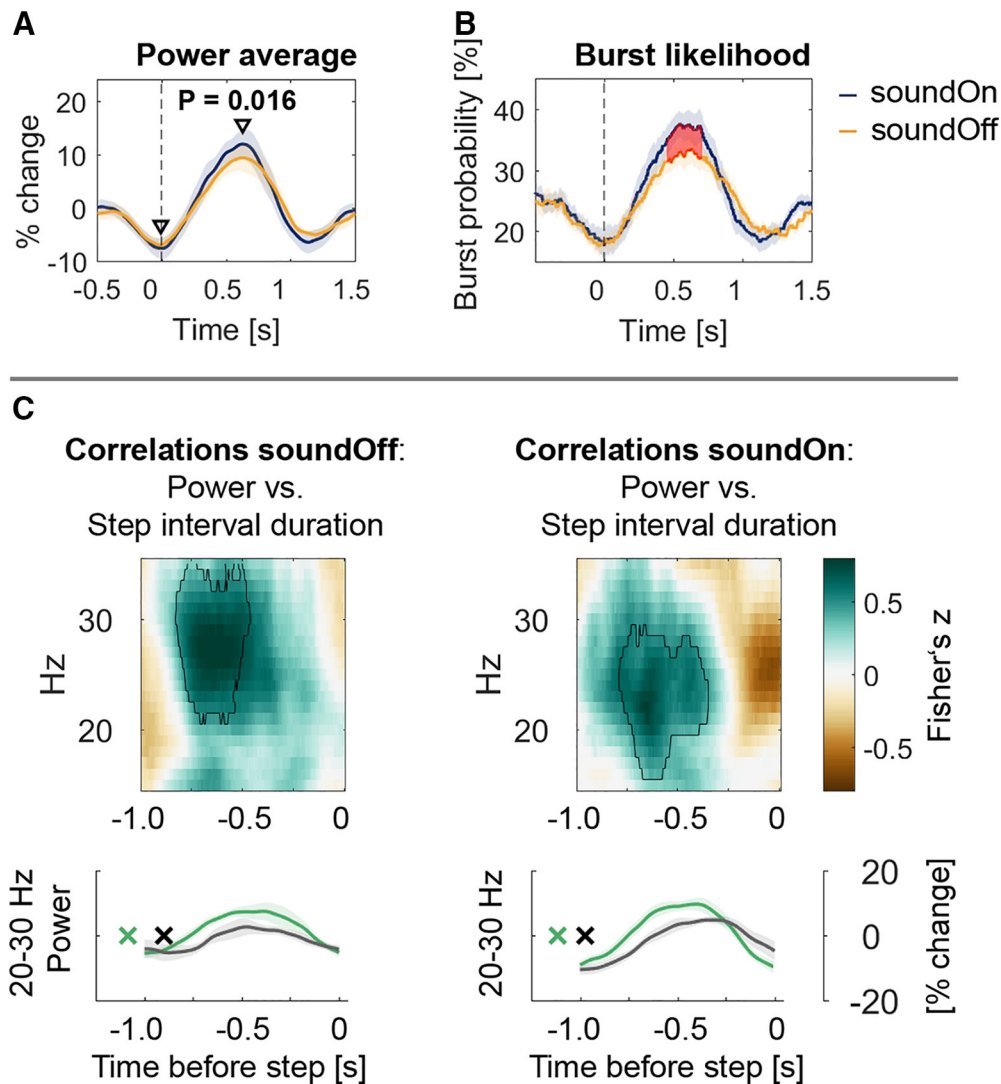 A
Power average
% change
20
10
0
-10
P = 0.016
-0.5 0 0.5 1 1.5
Time [s]
B
Burst likelihood
Burst probability [%]
40
30
20
0 0.5 1 1.5
Time [s]
soundOn
soundOff
C
Correlations soundOff:
Power vs.
Step interval duration
Hz
30
20
-1.0 -0.5 0
Correlations soundOn:
Power vs.
Step interval duration
Hz
30
20
-1.0 -0.5 0
0.5
0
-0.5
Fisher‘s z
20-30 Hz
Power
-1.0 -0.5 0
Time before step [s]
20-30 Hz
-1.0 -0.5 0
Time before step [s]
20
0
-20
[% change]